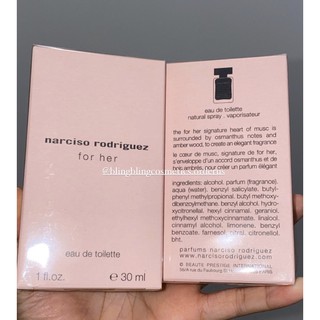 narciso rodriguez
for her
eau de toilette
1 fl.oz. ℮ 30 ml
eau de toilette
natural spray . vaporisateur
the for her signature heart of musc is
surrounded by osmanthus notes and
amber wood, to create an elegant fragrance
le cœur de musc, signature de for her,
s'enveloppe d'un accord osmanthus et de
bois ambré, pour créer un parfum élégant
ingredients: alcohol, parfum (fragrance),
aqua (water), benzyl salicylate, butyl-
phenyl methylpropional, butyl methoxy-
dibenzoylmethane, benzyl alcohol, hydro-
xycitronellal, hexyl cinnamal, geraniol,
ethylhexyl methoxycinnamate, linalool,
cinnamyl alcohol, limonene, benzyl
benzoate, farnesol, citral, citronellol,
bht.
parfums narciso rodriguez
www.narcisorodriguez.com
© BEAUTE PRESTIGE INTERNATIONAL